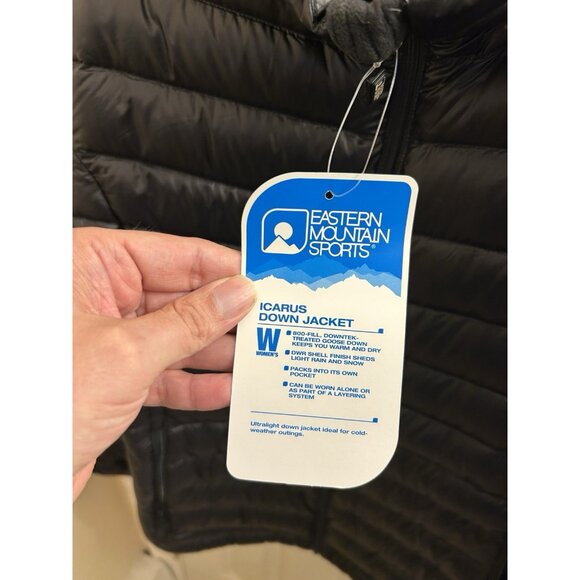 EASTERN
MOUNTAIN
SPORTS®
ICARUS
DOWN JACKET
W
WOMEN'S
800-FILL, DOWNTEK-
TREATED GOOSE DOWN
KEEPS YOU WARM AND DRY
DWR SHELL FINISH SHEDS
LIGHT RAIN AND SNOW
PACKS INTO ITS OWN
POCKET
CAN BE WORN ALONE OR
AS PART OF A LAYERING
SYSTEM
Ultralight down jacket ideal for cold-
weather outings.